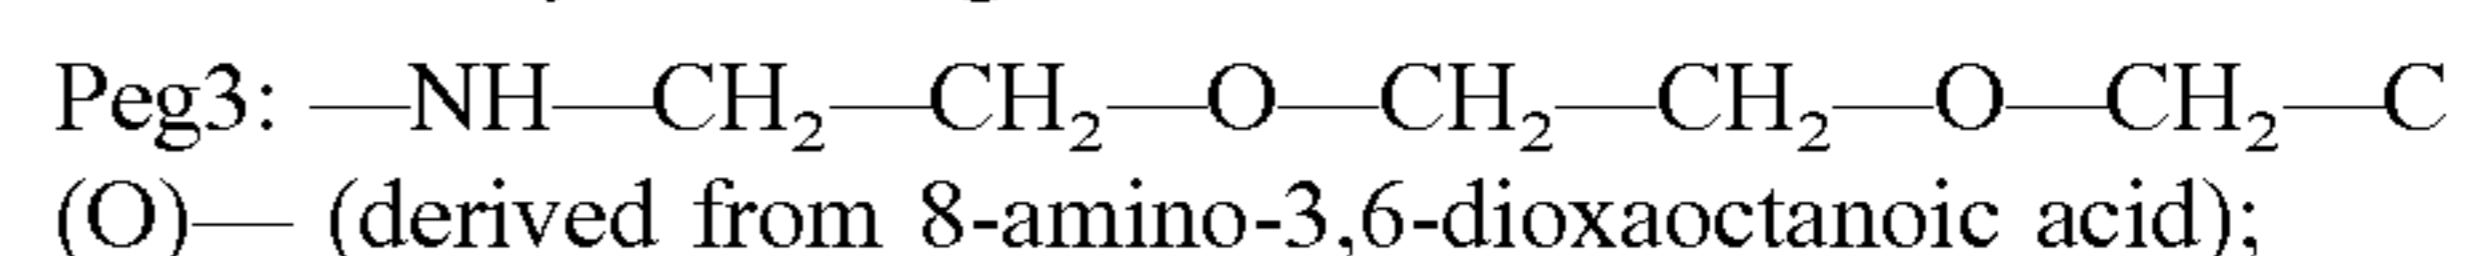 Peg3: —NH—CH₂—CH₂—O—CH₂—CH₂—O—CH₂—C
(O)— (derived from 8-amino-3,6-dioxaoctanoic acid);